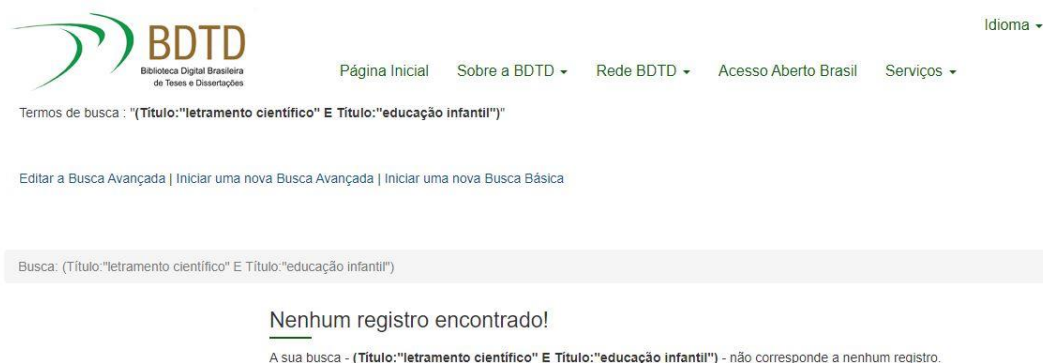 Idioma
BDTD
Biblioteca Digital Brasileira
de Teses e Dissertações
Página Inicial Sobre a BDTD Rede BDTD Acesso Aberto Brasil Serviços
Termos de busca : "(Título:"letramento científico" E Título:"educação infantil")"
Editar a Busca Avançada | Iniciar uma nova Busca Avançada | Iniciar uma nova Busca Básica
Busca: (Título:"letramento científico" E Título:"educação infantil")
Nenhum registro encontrado!
A sua busca - (Título:"letramento científico" E Título:"educação infantil") - não corresponde a nenhum registro.